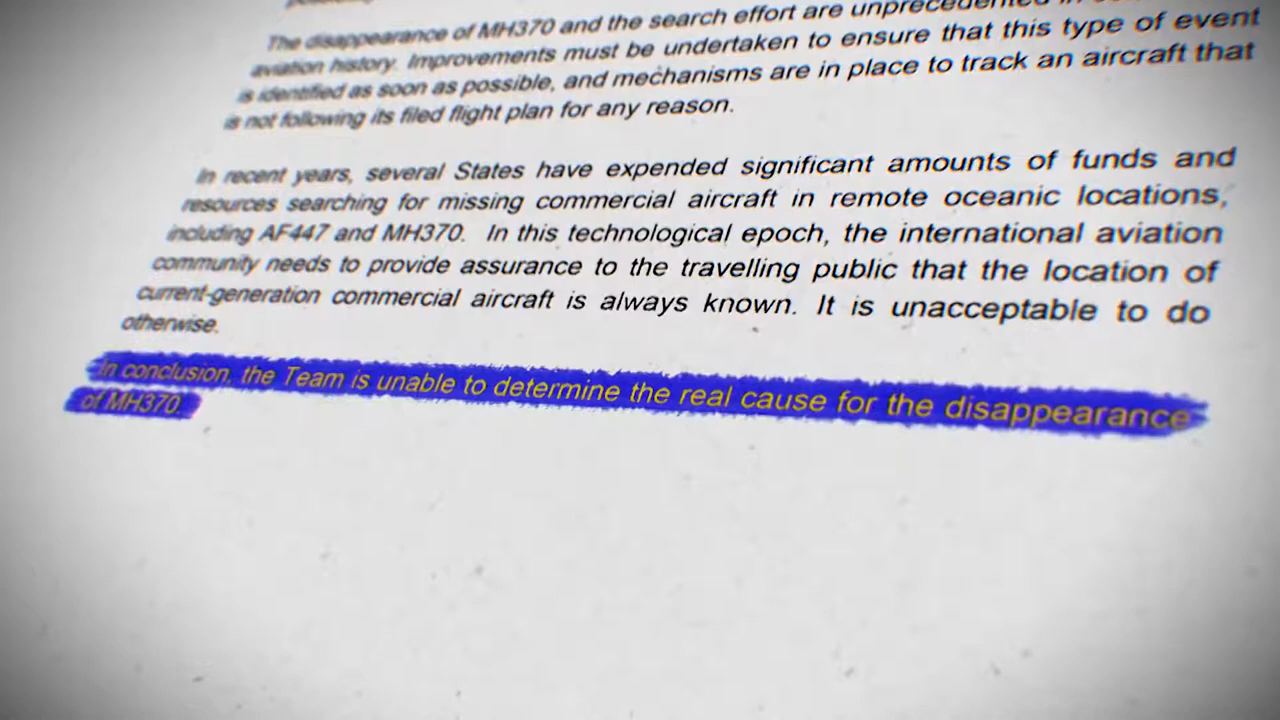 The disappearance of MH370 and the search effort are unprecedented in
aviation history. Improvements must be undertaken to ensure that this type of event
is identified as soon as possible, and mechanisms are in place to track an aircraft that
is not following its filed flight plan for any reason.
In recent years, several States have expended significant amounts of funds and
resources searching for missing commercial aircraft in remote oceanic locations,
including AF447 and MH370. In this technological epoch, the international aviation
community needs to provide assurance to the travelling public that the location of
current-generation commercial aircraft is always known. It is unacceptable to do
otherwise.
In conclusion, the Team is unable to determine the real cause for the disappearance
of MH370.